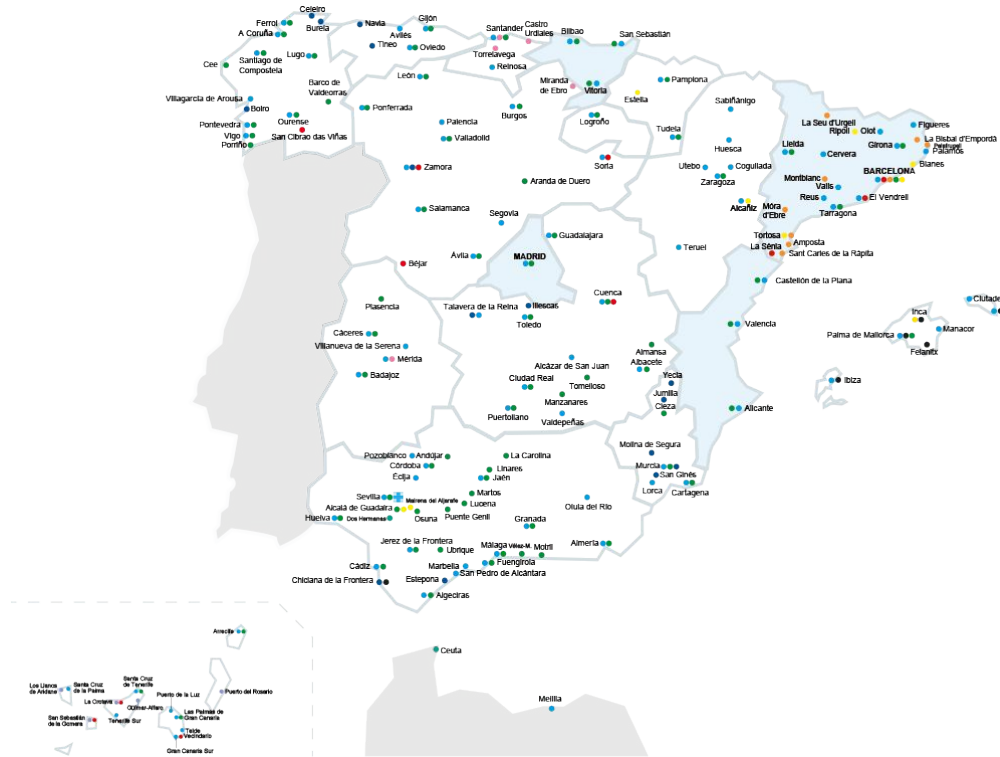 Celeiro
Ferrol
Burela
Navia
Gijón
Avilés
A Coruña
Tineo
Oviedo
Santander
Castro
Urdiales
Bilbao
San Sebastián
Torrelavega
Reinosa
Cee
Santiago de
Compostela
Lugo
León
Miranda
de Ebro
Vitoria
Pamplona
Estella
Barco de
Valdeorras
Villagarcía de Arousa
Boiro
Ponferrada
Burgos
Logroño
Sabiñánigo
Pontevedra
Ourense
Palencia
Vigo
San Cibrao das Viñas
Porriño
Valladolid
Tudela
Huesca
La Seu d'Urgell
Ripoll
Olot
Figueres
La Bisbal d'Empordà
Palafrugell
Palamós
Lleida
Girona
Cervera
Blanes
Zamora
Soria
Utebo
Cogullada
Zaragoza
BARCELONA
Montblanc
Valls
Aranda de Duero
Reus
El Vendrell
Alcañiz
Móra
d'Ebre
Tarragona
Salamanca
Segovia
Guadalajara
Tortosa
Amposta
La Sénia
Sant Carles de la Ràpita
Teruel
Ávila
MADRID
Béjar
Castellón de la Plana
Plasencia
Talavera de la Reina
Illescas
Toledo
Cuenca
Inca
Manacor
Palma de Mallorca
Felanitx
Valencia
Cáceres
Villanueva de la Serena
Mérida
Badajoz
Almansa
Albacete
Alcázar de San Juan
Ciudad Real
Tomelloso
Manzanares
Puertollano
Valdepeñas
Yecla
Jumilla
Cieza
Ibiza
Alicante
Molina de Segura
Murcia
San Ginés
Lorca
Cartagena
Pozoblanco
Andújar
La Carolina
Córdoba
Linares
Écija
Jaén
Sevilla
Mairena del Aljarafe
Martos
Alcalá de Guadaira
Lucena
Olula del Río
Huelva
Dos Hermanas
Osuna
Puente Genil
Granada
Jerez de la Frontera
Ubrique
Málaga
Vélez-M.
Motril
Almería
Cádiz
Marbella
Fuengirola
Chiclana de la Frontera
Estepona
San Pedro de Alcántara
Algeciras
Ceuta
Melilla
Arrecife
Los Llanos
de Aridane
Santa Cruz
de la Palma
Santa Cruz
de Tenerife
Puerto de la Luz
Puerto del Rosario
La Orotava
Güímar-Alfaro
Las Palmas de
Gran Canaria
San Sebastián
de la Gomera
Tenerife Sur
Telde
Vecindario
Gran Canaria Sur